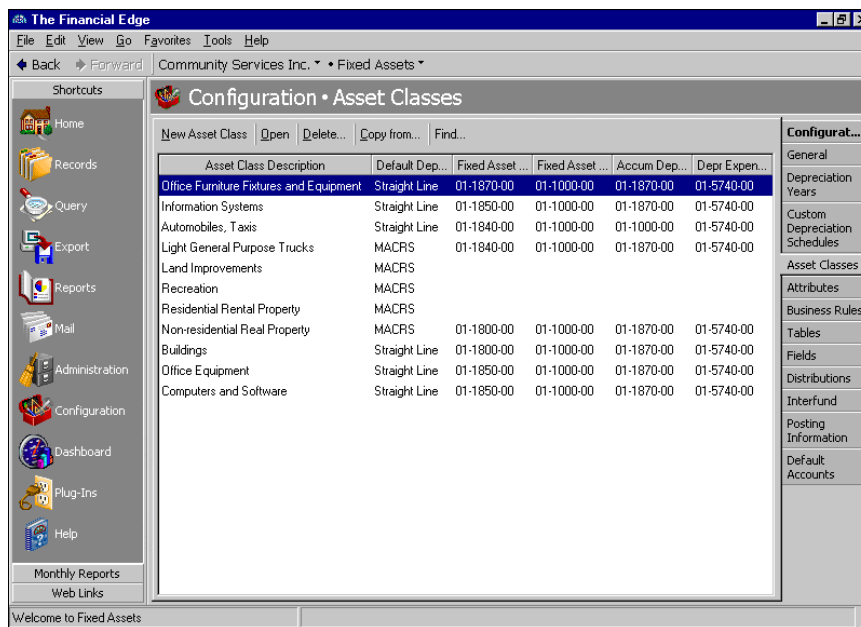 The Financial Edge
File Edit View Go Favorites Tools Help
Back Forward Community Services Inc. • Fixed Assets
Shortcuts
Home
Records
Query
Export
Reports
Mail
Administration
Configuration
Dashboard
Plug-Ins
Help
Monthly Reports
Web Links
Configuration • Asset Classes
New Asset Class Open Delete... Copy from... Find...
Asset Class Description Default Dep... Fixed Asset ... Fixed Asset ... Accum Dep... Depr Expen...
Office Furniture Fixtures and Equipment Straight Line 01-1870-00 01-1000-00 01-1870-00 01-5740-00
Information Systems Straight Line 01-1850-00 01-1000-00 01-1870-00 01-5740-00
Automobiles, Taxis Straight Line 01-1840-00 01-1000-00 01-1000-00 01-5740-00
Light General Purpose Trucks MACRS 01-1840-00 01-1000-00 01-1870-00 01-5740-00
Land Improvements MACRS
Recreation MACRS
Residential Rental Property MACRS
Non-residential Real Property MACRS 01-1800-00 01-1000-00 01-1870-00 01-5740-00
Buildings Straight Line 01-1800-00 01-1000-00 01-1870-00 01-5740-00
Office Equipment Straight Line 01-1850-00 01-1000-00 01-1870-00 01-5740-00
Computers and Software Straight Line 01-1850-00 01-1000-00 01-1870-00 01-5740-00
Configurat...
General
Depreciation
Years
Custom
Depreciation
Schedules
Asset Classes
Attributes
Business Rules
Tables
Fields
Distributions
Interfund
Posting
Information
Default
Accounts
Welcome to Fixed Assets